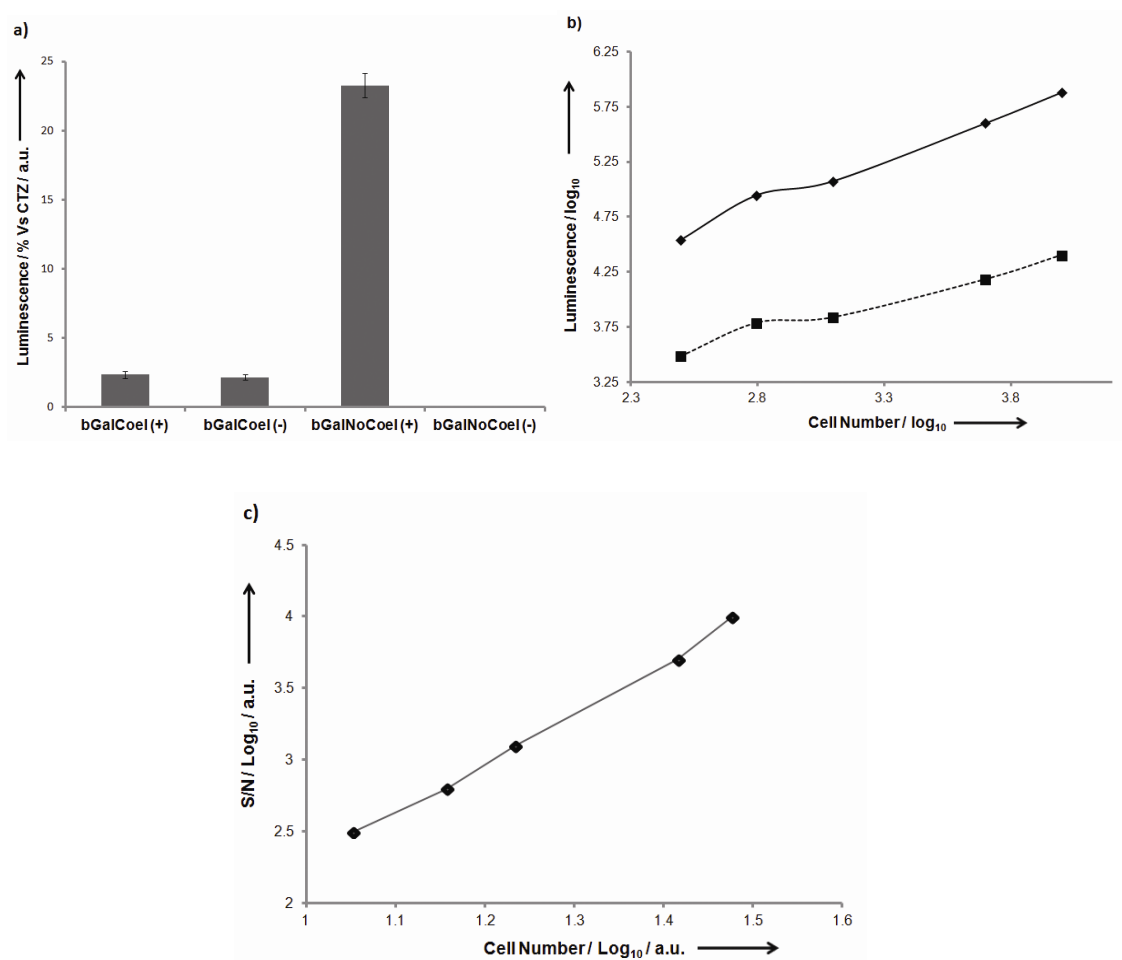 a)
Luminescence / % Vs CTZ / a.u.
25
20
15
10
5
0
bGalCoel (+) bGalCoel (-) bGalNoCoel (+) bGalNoCoel (-)
b)
Luminescence / log10
6.25
5.75
5.25
4.75
4.25
3.75
3.25
2.3 2.8 3.3 3.8
Cell Number / log10
c)
S/N / Log10 / a.u.
4.5
4
3.5
3
2.5
2
1 1.1 1.2 1.3 1.4 1.5 1.6
Cell Number / Log10 / a.u.